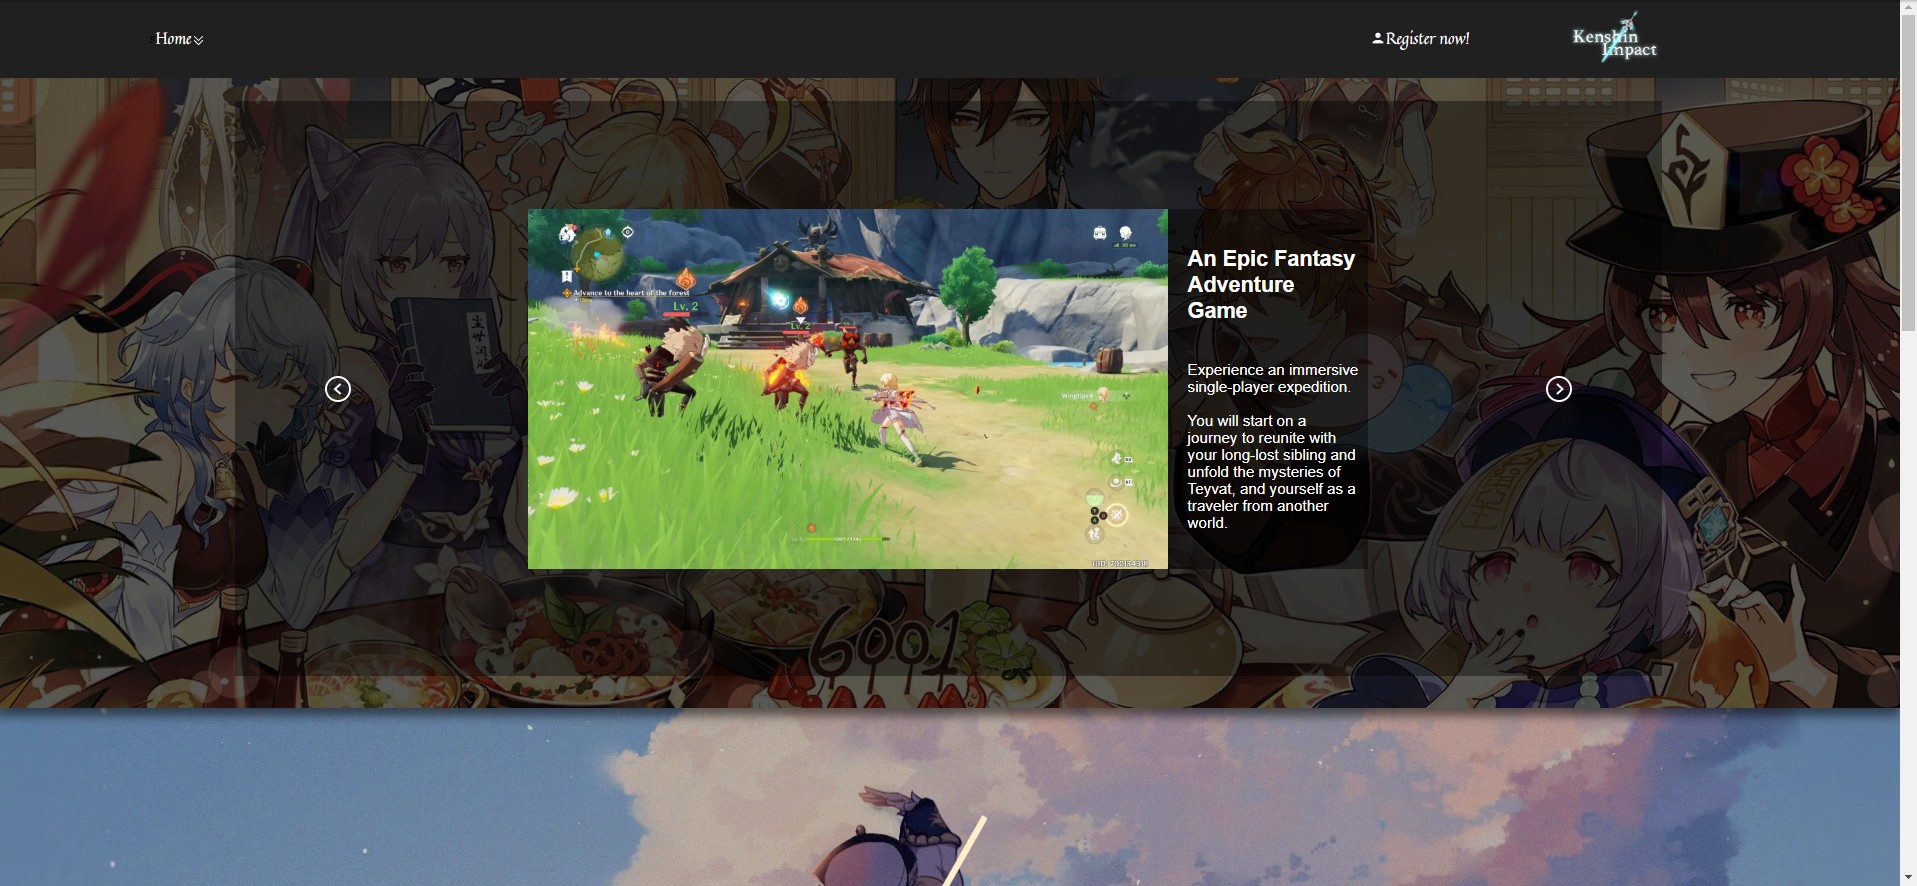 sHome
Register now!
Kenshin
Impact
Advance to the heart of the forest
Lv. 2
Lv. 2
An Epic Fantasy
Adventure
Game
Experience an immersive
single-player expedition.
You will start on a
journey to reunite with
your long-lost sibling and
unfold the mysteries of
Teyvat, and yourself as a
traveler from another
world.
6001